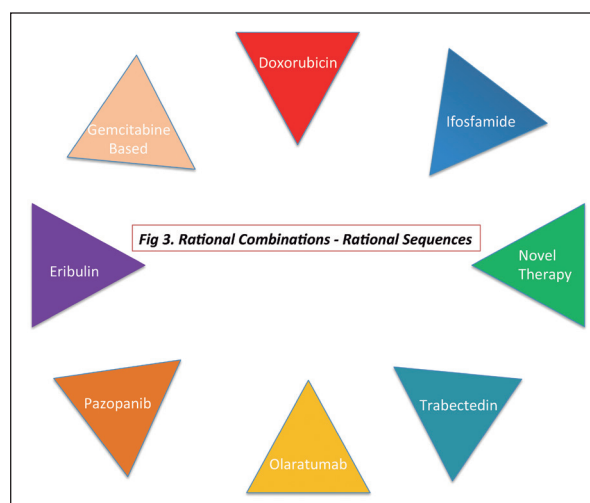 Doxorubicin
Gemcitabine
Based
Ifosfamide
Fig 3. Rational Combinations - Rational Sequences
Eribulin
Novel
Therapy
Pazopanib
Trabectedin
Olaratumab